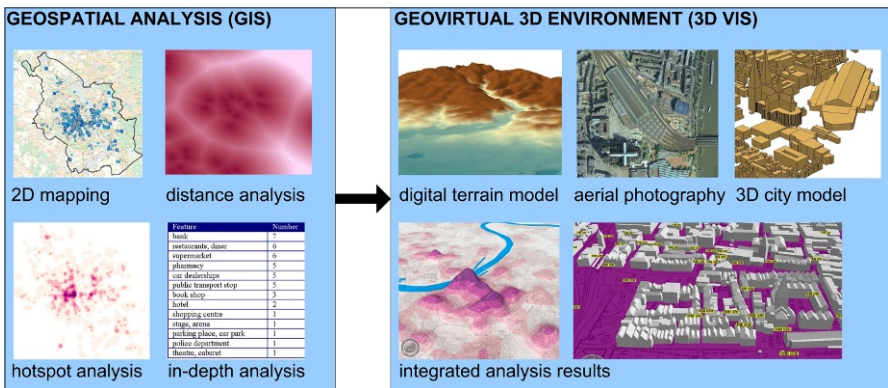 GEOSPATIAL ANALYSIS (GIS)
2D mapping
distance analysis
hotspot analysis
Feature Number
bank 7
restaurants, diner 6
supermarket 6
pharmacy 5
car dealerships 5
public transport stop 5
book shop 3
hotel 2
shopping centre 1
stage, arena 1
parking place, car park 1
police department 1
theatre, cabaret 1
in-depth analysis
GEOVIRTUAL 3D ENVIRONMENT (3D VIS)
digital terrain model
aerial photography
3D city model
integrated analysis results